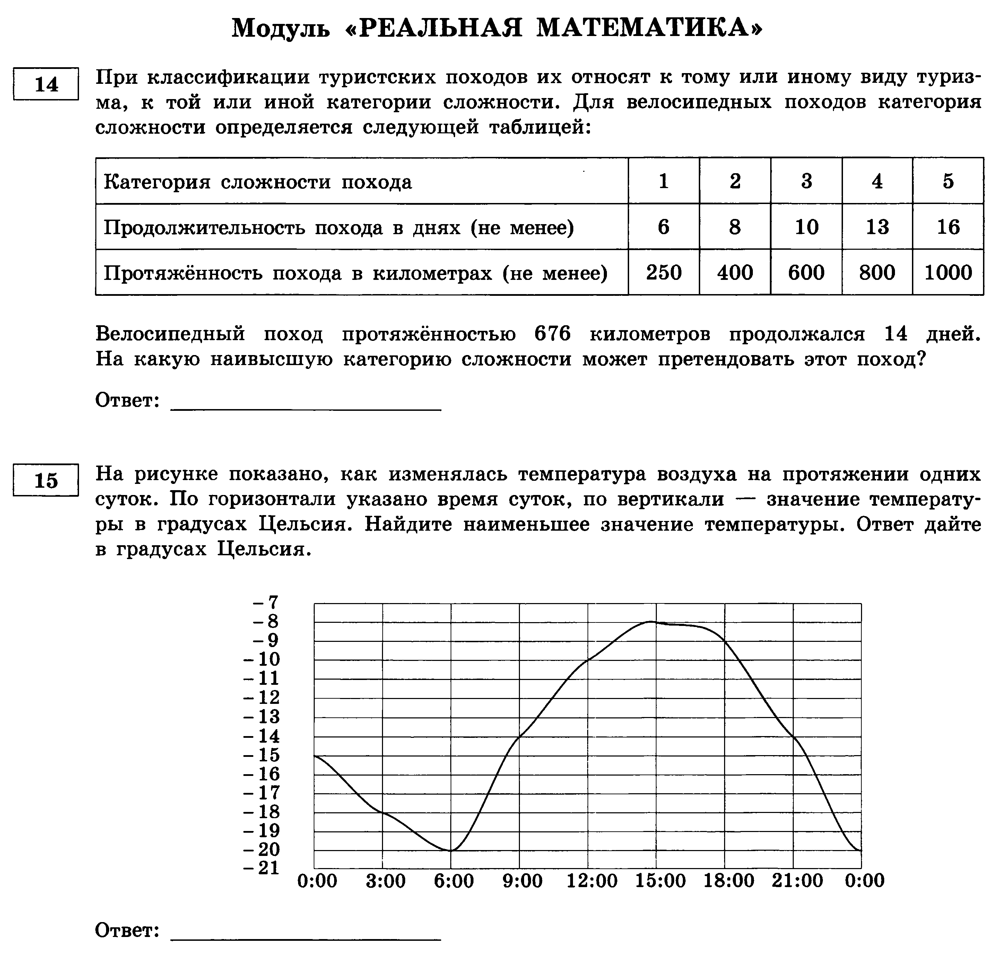 Модуль «РЕАЛЬНАЯ МАТЕМАТИКА»
14
При классификации туристских походов их относят к тому или иному виду туриз-
ма, к той или иной категории сложности. Для велосипедных походов категория
сложности определяется следующей таблицей:
Категория сложности похода 1 2 3 4 5
Продолжительность похода в днях (не менее) 6 8 10 13 16
Протяжённость похода в километрах (не менее) 250 400 600 800 1000
Велосипедный поход протяжённостью 676 километров продолжался 14 дней.
На какую наивысшую категорию сложности может претендовать этот поход?
Ответ:
15
На рисунке показано, как изменялась температура воздуха на протяжении одних
суток. По горизонтали указано время суток, по вертикали — значение температу-
ры в градусах Цельсия. Найдите наименьшее значение температуры. Ответ дайте
в градусах Цельсия.
–7
–8
–9
–10
–11
–12
–13
–14
–15
–16
–17
–18
–19
–20
–21
0:00 3:00 6:00 9:00 12:00 15:00 18:00 21:00 0:00
Ответ: